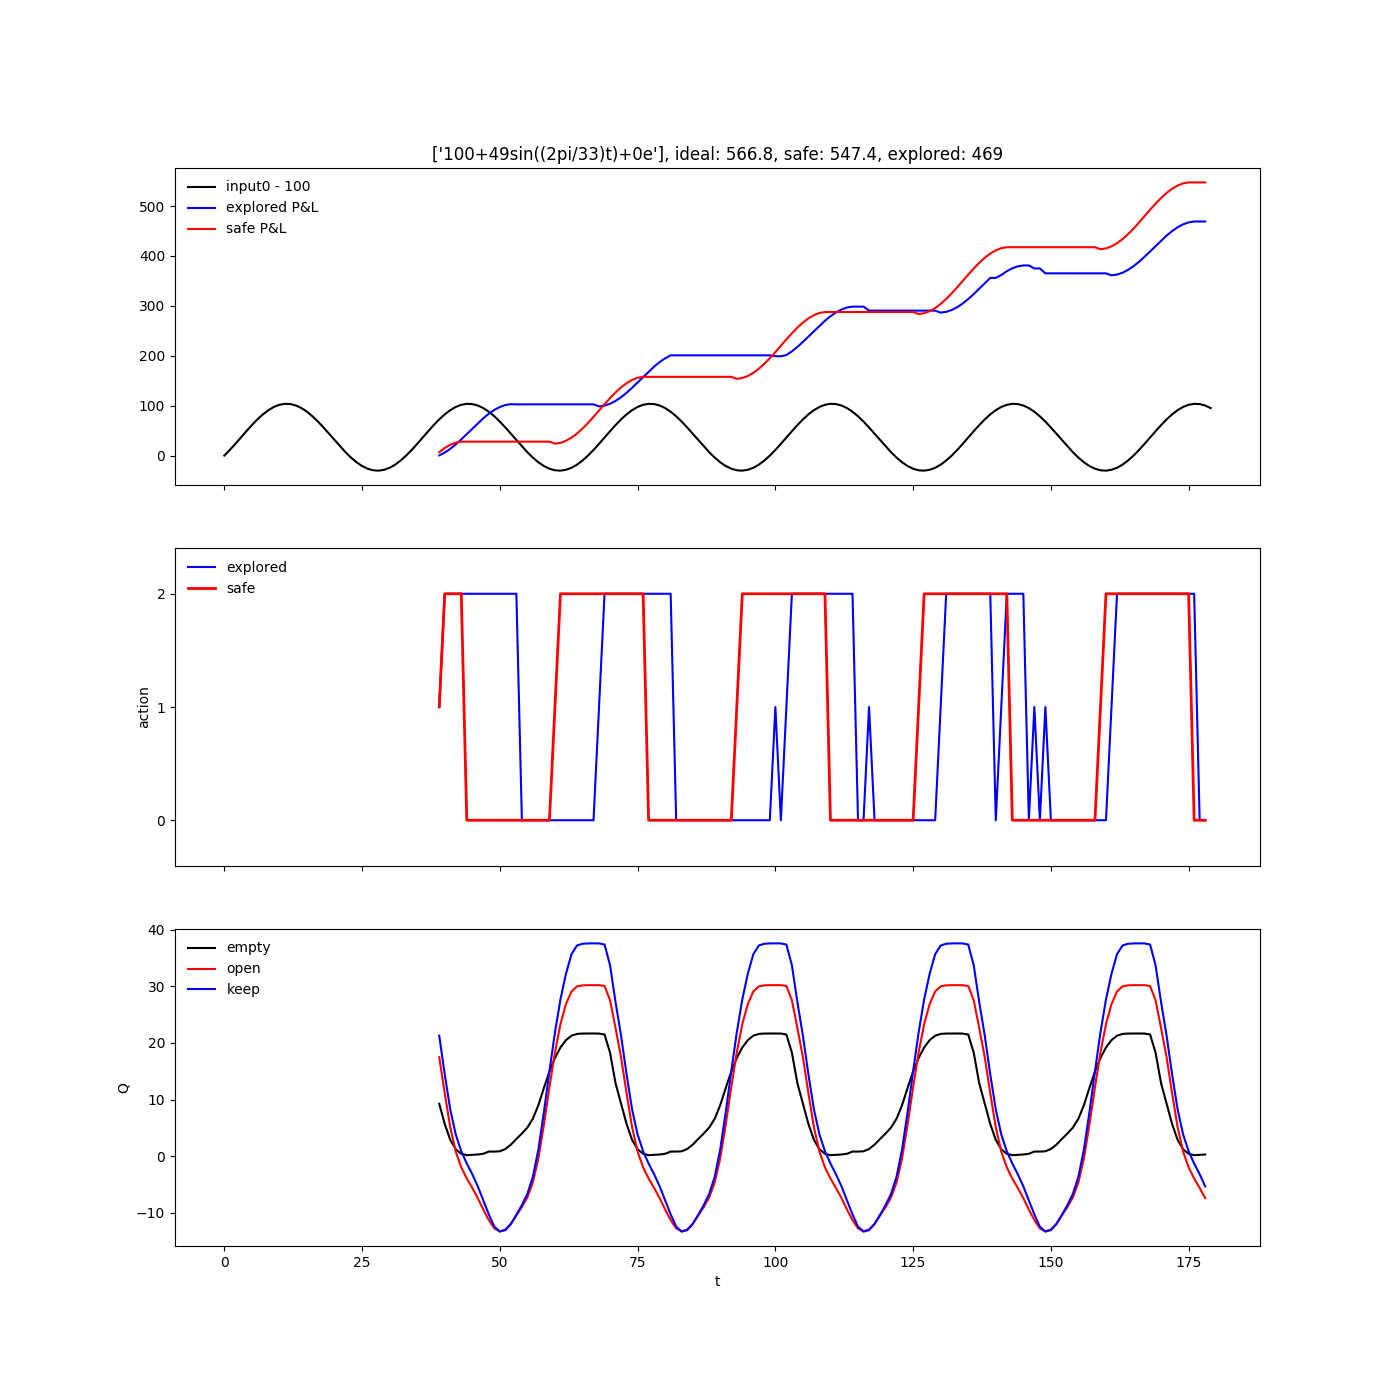 ['100+49sin((2pi/33)t)+0e'], ideal: 566.8, safe: 547.4, explored: 469
input0 - 100
explored P&L
safe P&L
500
400
300
200
100
0
explored
safe
action
2
1
0
empty
open
keep
Q
40
30
20
10
0
−10
0 25 50 75 100 125 150 175
t